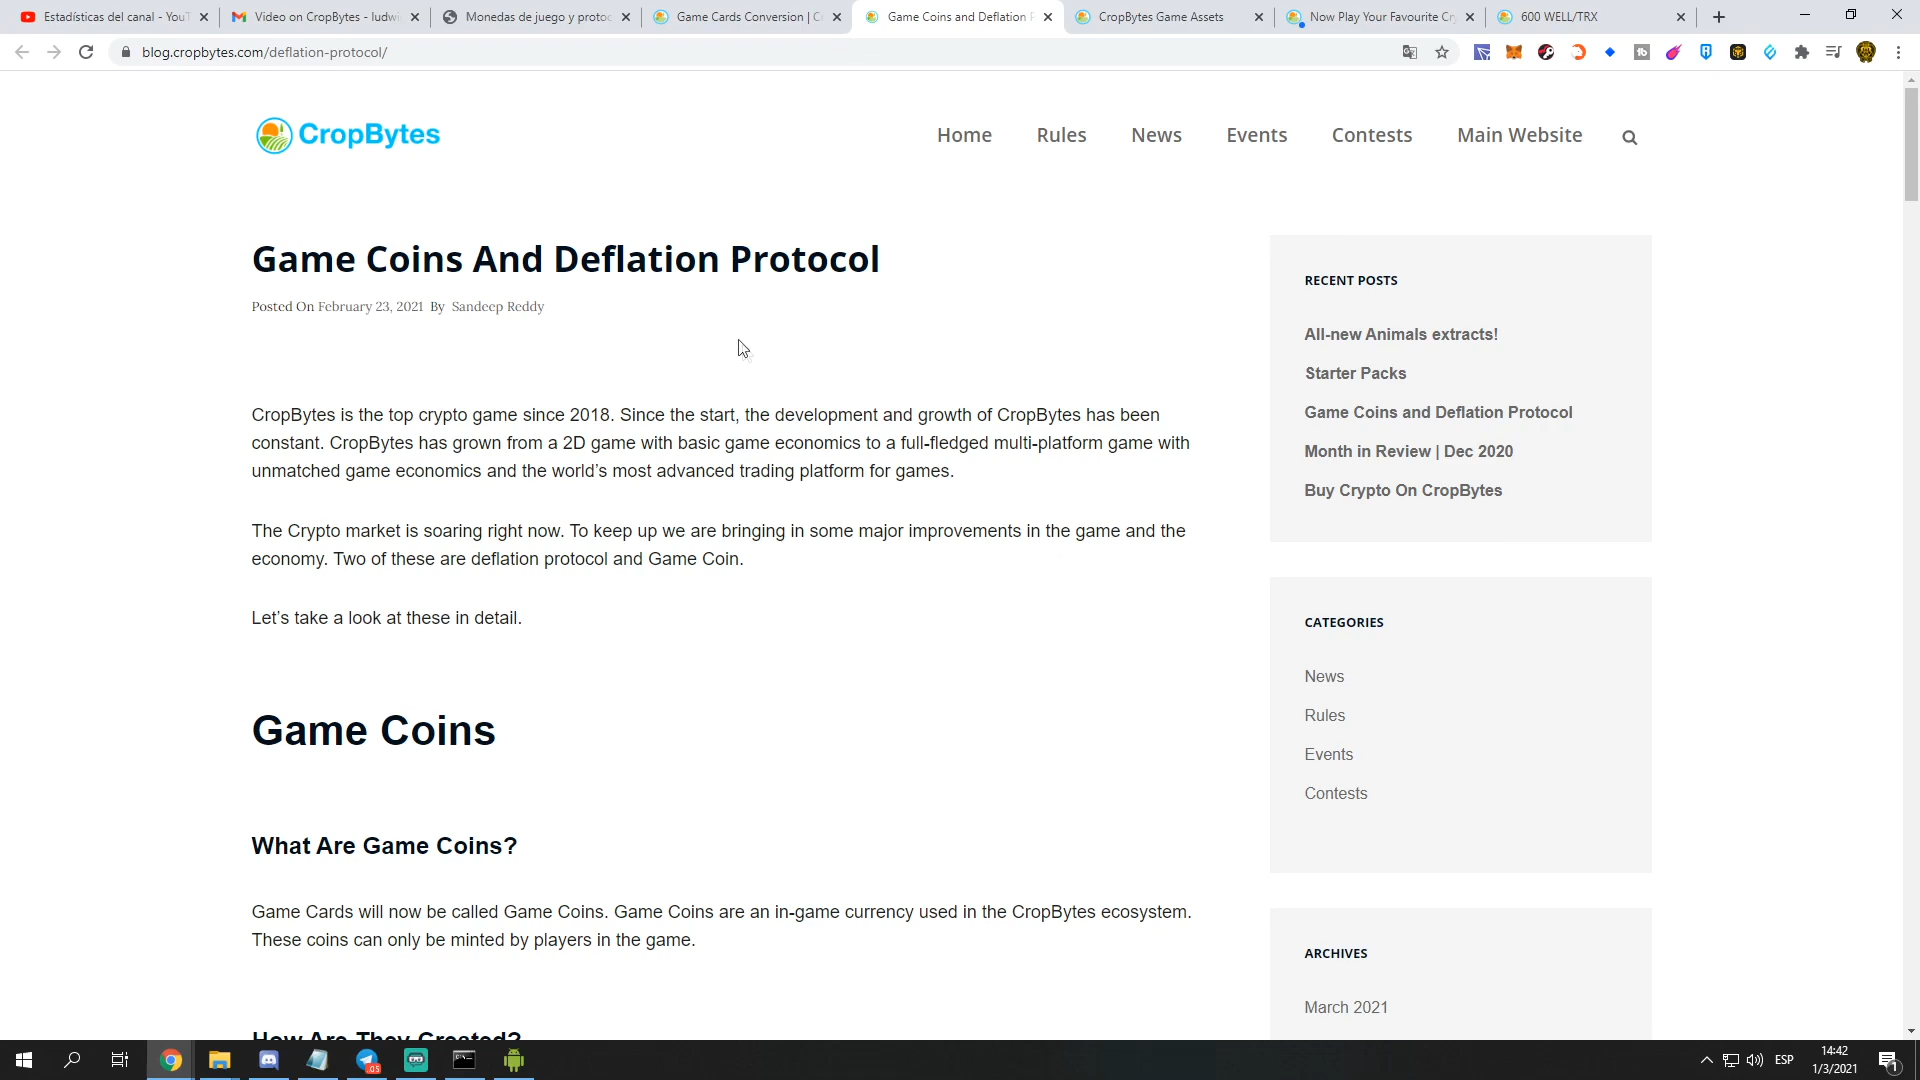 Estadísticas del canal - YouT
Video on CropBytes - ludwi
Monedas de juego y protoc
Game Cards Conversion | C
Game Coins and Deflation P
CropBytes Game Assets
Now Play Your Favourite Cry
600 WELL/TRX
blog.cropbytes.com/deflation-protocol/
CropBytes
Home
Rules
News
Events
Contests
Main Website
Game Coins And Deflation Protocol
Posted On February 23, 2021 By Sandeep Reddy
CropBytes is the top crypto game since 2018. Since the start, the development and growth of CropBytes has been
constant. CropBytes has grown from a 2D game with basic game economics to a full-fledged multi-platform game with
unmatched game economics and the world's most advanced trading platform for games.
The Crypto market is soaring right now. To keep up we are bringing in some major improvements in the game and the
economy. Two of these are deflation protocol and Game Coin.
Let's take a look at these in detail.
Game Coins
What Are Game Coins?
Game Cards will now be called Game Coins. Game Coins are an in-game currency used in the CropBytes ecosystem.
These coins can only be minted by players in the game.
How Are They Created?
RECENT POSTS
All-new Animals extracts!
Starter Packs
Game Coins and Deflation Protocol
Month in Review | Dec 2020
Buy Crypto On CropBytes
CATEGORIES
News
Rules
Events
Contests
ARCHIVES
March 2021
ESP
14:42
1/3/2021